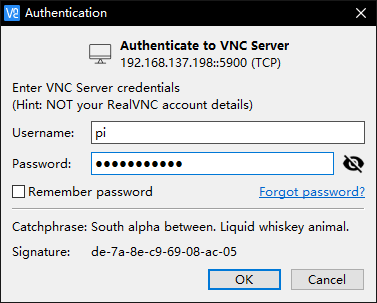 Authentication
Authenticate to VNC Server
192.168.137.198::5900 (TCP)
Enter VNC Server credentials
(Hint: NOT your RealVNC account details)
Username: pi
Password: ●●●●●●●●●●●
Remember password Forgot password?
Catchphrase: South alpha between. Liquid whiskey animal.
Signature: de-7a-8e-c9-69-08-ac-05
OK Cancel